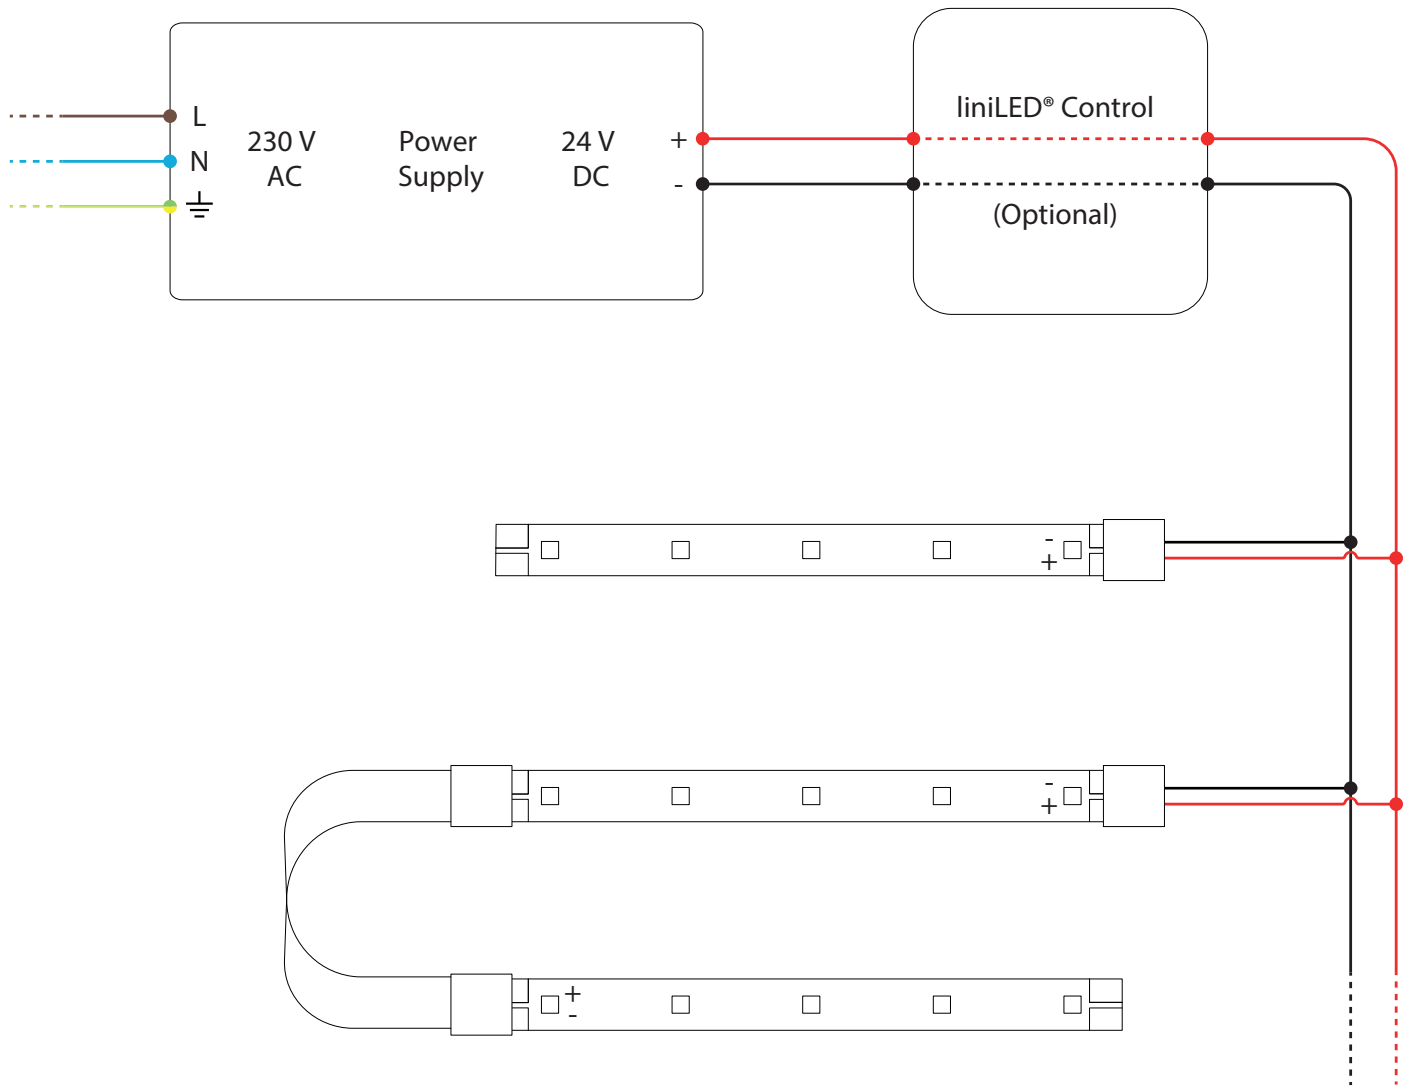 L
N
230 V
AC
Power
Supply
24 V
DC
+
-
liniLED® Control
(Optional)
-
+
-
+
+
-